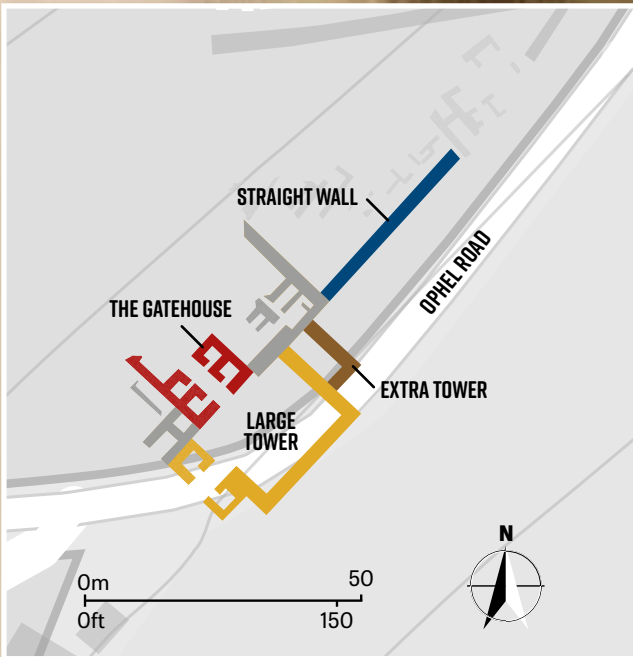 STRAIGHT WALL
OPHEL ROAD
THE GATEHOUSE
EXTRA TOWER
LARGE
TOWER
N
0m 50
0ft 150